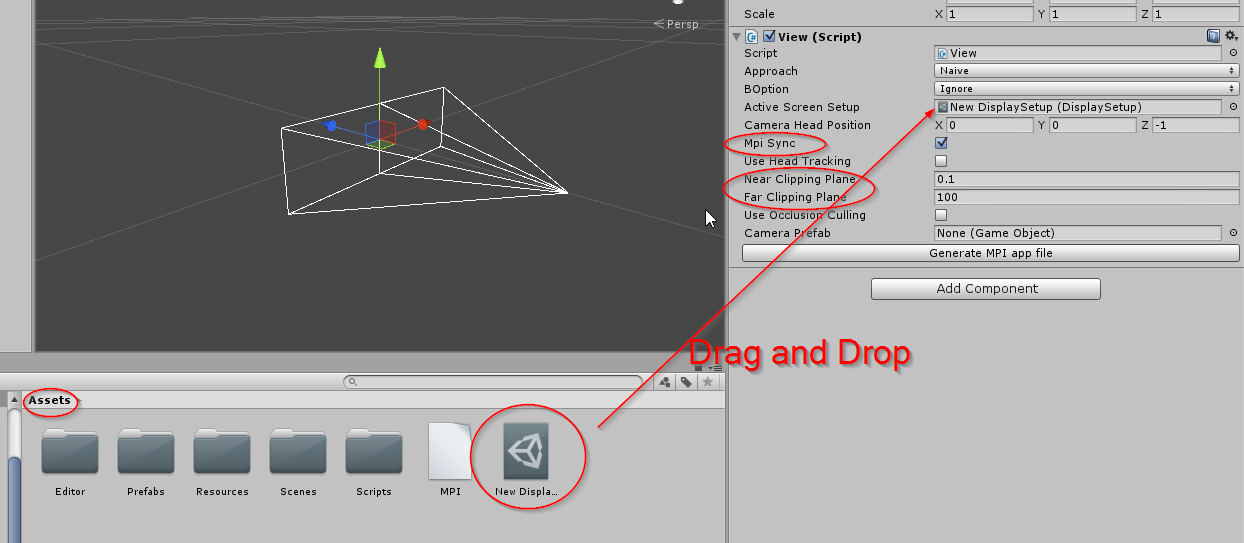 Persp
Scale X 1 Y 1 Z 1
View (Script)
Script View
Approach Naive
BOption Ignore
Active Screen Setup New DisplaySetup (DisplaySetup)
Camera Head Position X 0 Y 0 Z -1
Mpi Sync
Use Head Tracking
Near Clipping Plane 0.1
Far Clipping Plane 100
Use Occlusion Culling
Camera Prefab None (Game Object)
Generate MPI app file
Add Component
Drag and Drop
Assets
Editor Prefabs Resources Scenes Scripts MPI New Displa...